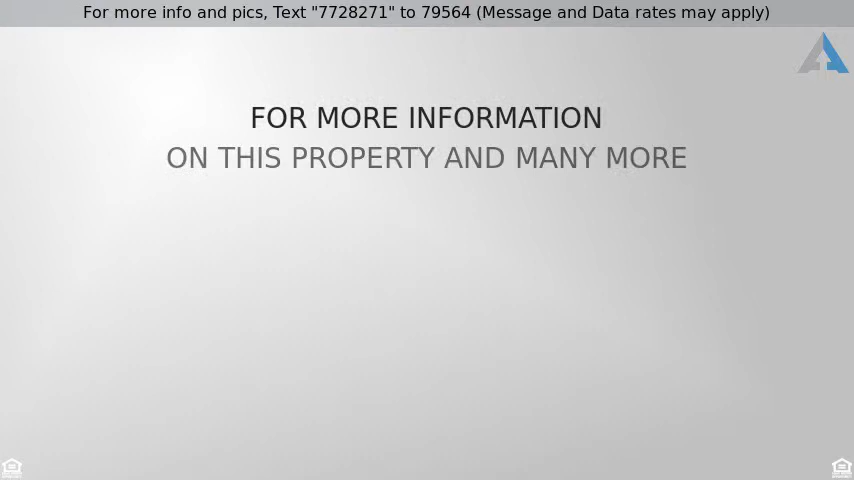 For more info and pics, Text "7728271" to 79564 (Message and Data rates may apply)
FOR MORE INFORMATION
ON THIS PROPERTY AND MANY MORE